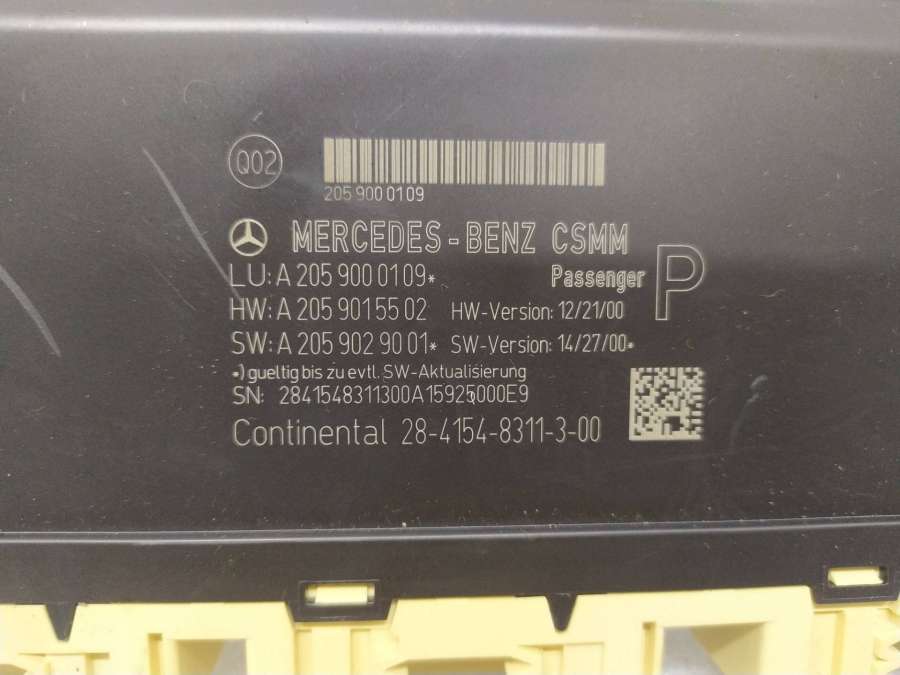 Q02
205 900 01 09
MERCEDES-BENZ CSMM
LU: A 205 900 01 09* Passenger P
HW: A 205 901 55 02 HW-Version: 12/21/00
SW: A 205 902 90 01* SW-Version: 14/27/00*
*) gueltig bis zu evtl. SW-Aktualisierung
SN: 2841548311300A15925000E9
Continental 28-4154-8311-3-00